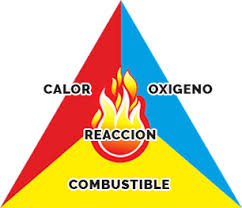 CALOR OXIGENO
REACCION
COMBUSTIBLE